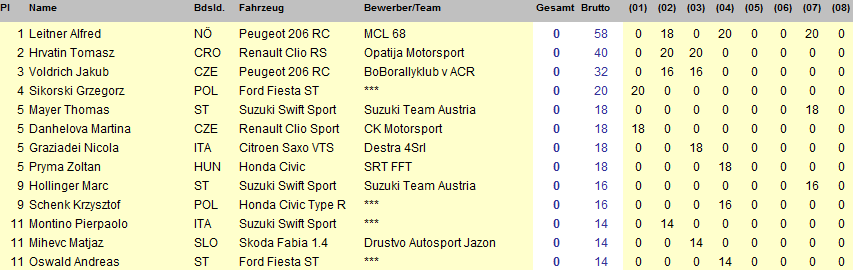 Pl Name Bdsld. Fahrzeug Bewerber/Team Gesamt Brutto (01) (02) (03) (04) (05) (06) (07) (08)
1 Leitner Alfred NÖ Peugeot 206 RC MCL 68 0 58 0 18 0 20 0 0 20 0
2 Hrvatin Tomasz CRO Renault Clio RS Opatija Motorsport 0 40 0 20 20 0 0 0 0 0
3 Voldrich Jakub CZE Peugeot 206 RC BoBorallyklub v ACR 0 32 0 16 16 0 0 0 0 0
4 Sikorski Grzegorz POL Ford Fiesta ST *** 0 20 20 0 0 0 0 0 0 0
5 Mayer Thomas ST Suzuki Swift Sport Suzuki Team Austria 0 18 0 0 0 0 0 0 18 0
5 Danhelova Martina CZE Renault Clio Sport CK Motorsport 0 18 18 0 0 0 0 0 0 0
5 Graziadei Nicola ITA Citroen Saxo VTS Destra 4Srl 0 18 0 0 18 0 0 0 0 0
5 Pryma Zoltan HUN Honda Civic SRT FFT 0 18 0 0 0 18 0 0 0 0
9 Hollinger Marc ST Suzuki Swift Sport Suzuki Team Austria 0 16 0 0 0 0 0 0 16 0
9 Schenk Krzysztof POL Honda Civic Type R *** 0 16 0 0 0 16 0 0 0 0
11 Montino Pierpaolo ITA Suzuki Swift Sport *** 0 14 0 14 0 0 0 0 0 0
11 Mihevc Matjaz SLO Skoda Fabia 1.4 Drustvo Autosport Jazon 0 14 0 0 14 0 0 0 0 0
11 Oswald Andreas ST Ford Fiesta ST *** 0 14 0 0 0 14 0 0 0 0